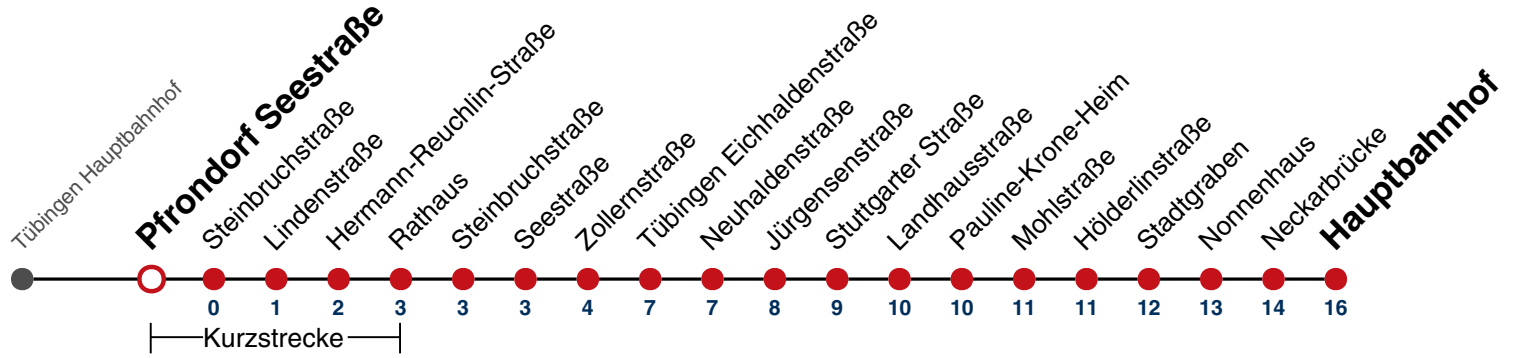 Tübingen Hauptbahnhof
Pfrondorf Seestraße
Steinbruchstraße
Lindenstraße
Hermann-Reuchlin-Straße
Rathaus
Steinbruchstraße
Seestraße
Zollernstraße
Tübingen Eichhaldenstraße
Neuhaldenstraße
Jürgensenstraße
Stuttgarter Straße
Landhausstraße
Pauline-Krone-Heim
Mohlstraße
Hölderlinstraße
Stadtgraben
Nonnenhaus
Neckarbrücke
Hauptbahnhof
0 1 2 3 3 3 4 7 7 8 9 10 10 11 11 12 13 14 16
Kurzstrecke